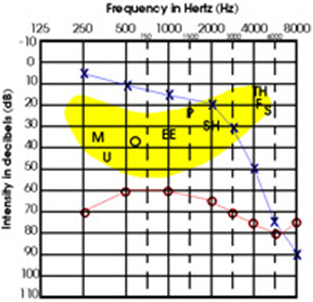 Frequency in Hertz (Hz)
125 250 500 1000 2000 4000 8000
750 1500 3000 6000
Intensity in decibels (dB)
-10
0
10
20
30
40
50
60
70
80
90
100
110
TH
F
S
P
SH
EE
M
O
U